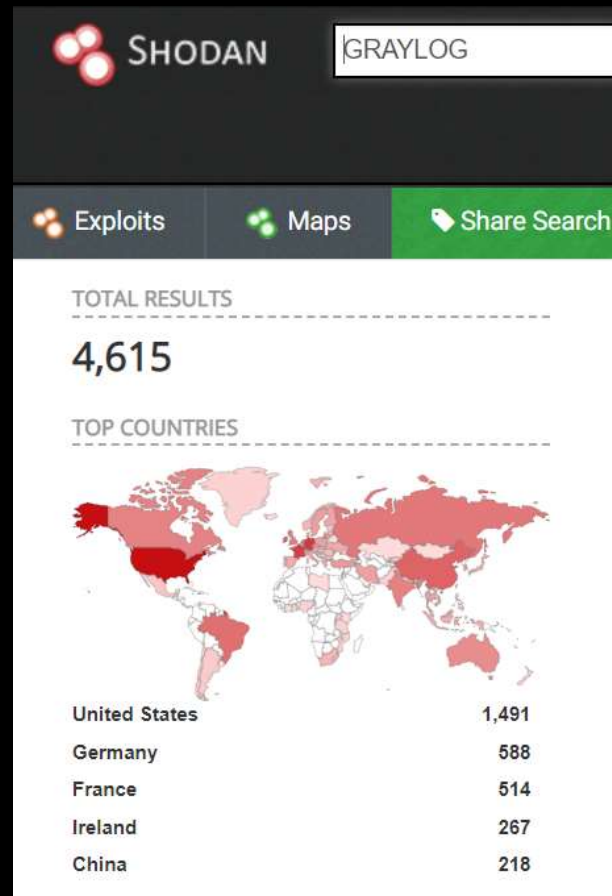 SHODAN
GRAYLOG
Exploits
Maps
Share Search
TOTAL RESULTS
4,615
TOP COUNTRIES
United States 1,491
Germany 588
France 514
Ireland 267
China 218